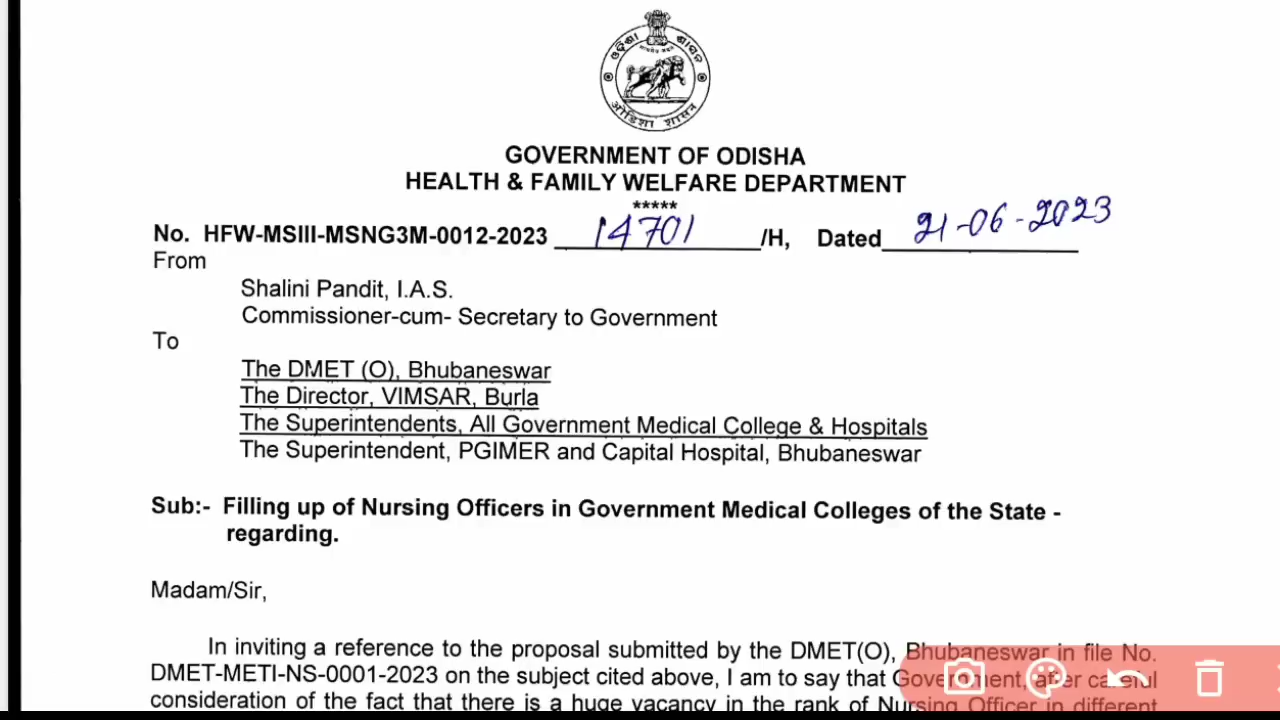 ଓଡ଼ିଶା ଶାସନ
ओडिशा शासन
GOVERNMENT OF ODISHA
HEALTH & FAMILY WELFARE DEPARTMENT
*****
No. HFW-MSIII-MSNG3M-0012-2023 14701 /H, Dated 21-06-2023
From
Shalini Pandit, I.A.S.
Commissioner-cum- Secretary to Government
To
The DMET (O), Bhubaneswar
The Director, VIMSAR, Burla
The Superintendents, All Government Medical College & Hospitals
The Superintendent, PGIMER and Capital Hospital, Bhubaneswar
Sub:- Filling up of Nursing Officers in Government Medical Colleges of the State -
regarding.
Madam/Sir,
In inviting a reference to the proposal submitted by the DMET(O), Bhubaneswar in file No.
DMET-METI-NS-0001-2023 on the subject cited above, I am to say that Government, after careful
consideration of the fact that there is a huge vacancy in the rank of Nursing Officer in different